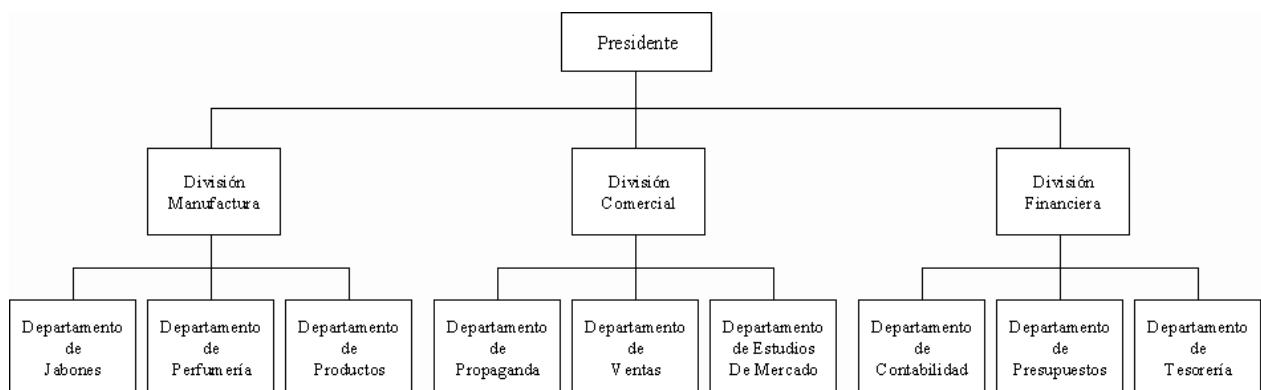 Presidente
División
Manufactura
División
Comercial
División
Financiera
Departamento
de
Jabones
Departamento
de
Perfumería
Departamento
de
Productos
Departamento
de
Propaganda
Departamento
de
Ventas
Departamento
de Estudios
De Mercado
Departamento
de
Contabilidad
Departamento
de
Presupuestos
Departamento
de
Tesorería